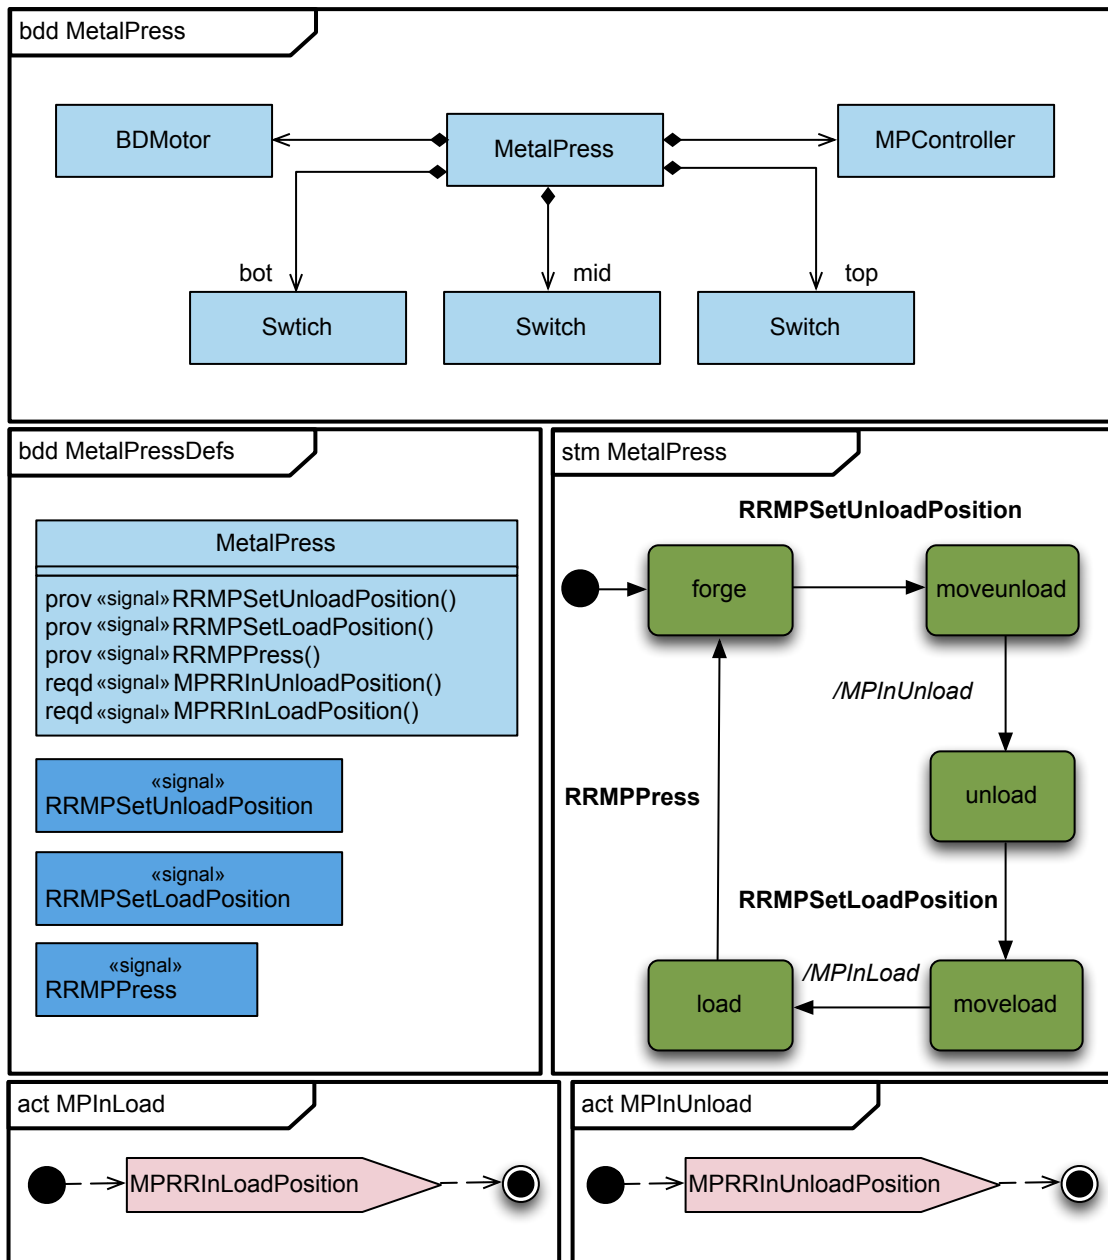 bdd MetalPress
BDMotor
MetalPress
MPController
bot
mid
top
Swtich
Switch
Switch
bdd MetalPressDefs
MetalPress
prov «signal» RRMPSetUnloadPosition()
prov «signal» RRMPSetLoadPosition()
prov «signal» RRMPPress()
reqd «signal» MPRRInUnloadPosition()
reqd «signal» MPRRInLoadPosition()
«signal»
RRMPSetUnloadPosition
«signal»
RRMPSetLoadPosition
«signal»
RRMPPress
stm MetalPress
RRMPSetUnloadPosition
forge
moveunload
/MPInUnload
RRMPPress
unload
RRMPSetLoadPosition
/MPInLoad
load
moveload
act MPInLoad
MPRRInLoadPosition
act MPInUnload
MPRRInUnloadPosition